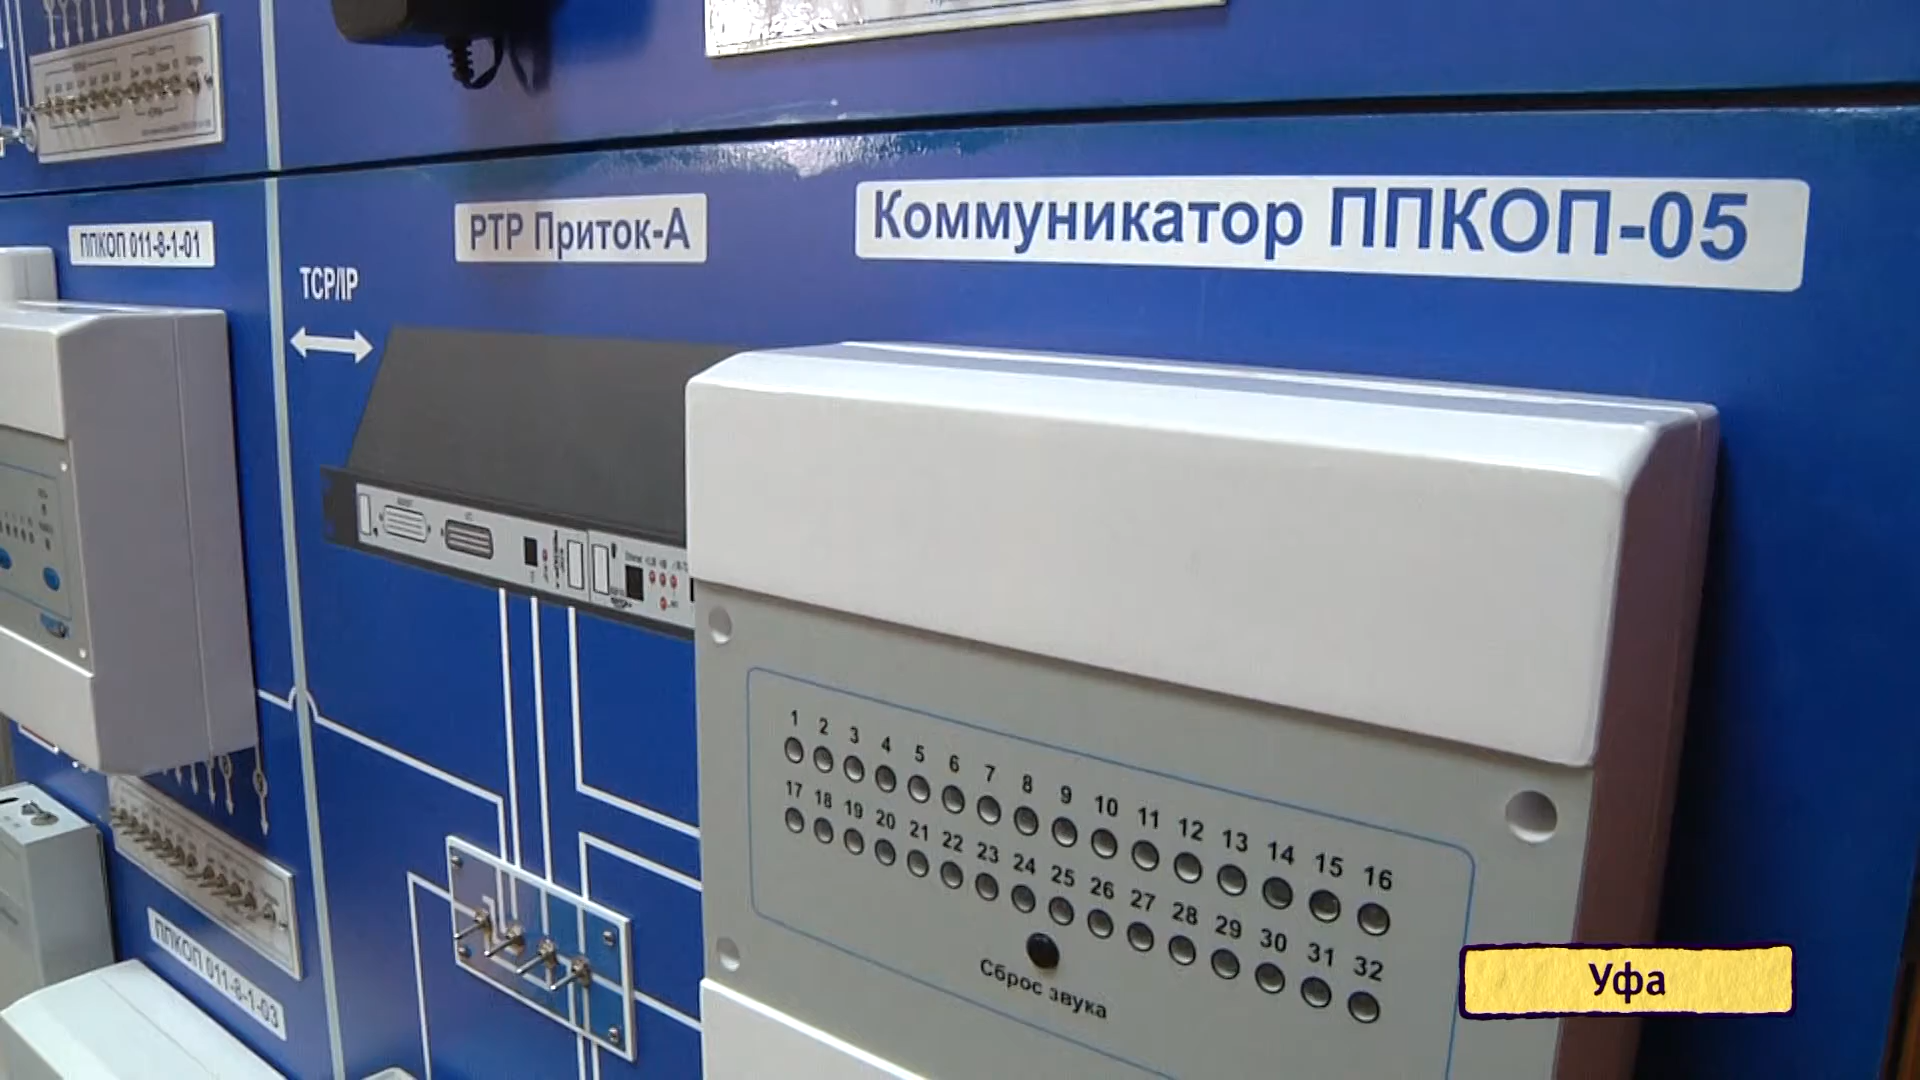 ППКОП 011-8-1-01
РТР Приток-А
Коммуникатор ППКОП-05
TCP/IP
1 2 3 4 5 6 7 8 9 10 11 12 13 14 15 16
17 18 19 20 21 22 23 24 25 26 27 28 29 30 31 32
Сброс звука
ППКОП 011-8-1-03
Уфа